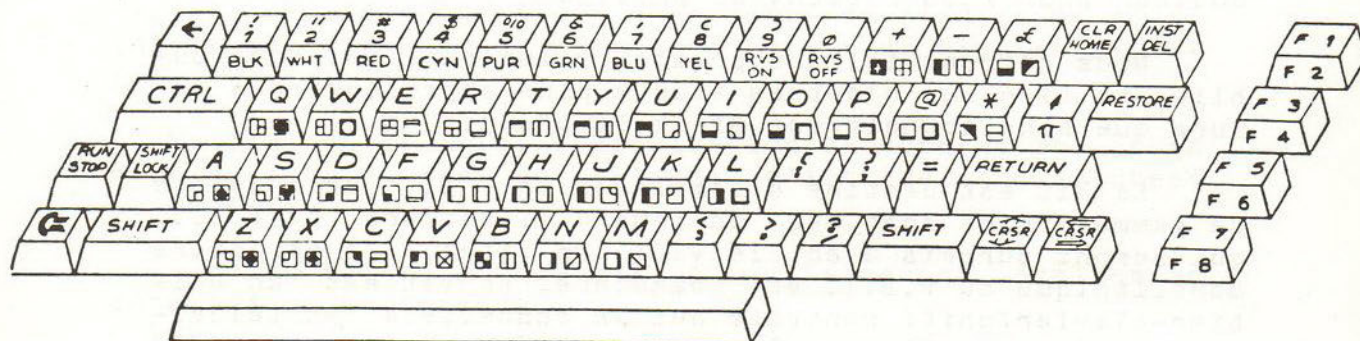 ← ! 1 BLK " 2 WHT # 3 RED $ 4 CYN % 5 PUR & 6 GRN ' 7 BLU ( 8 YEL ) 9 RVS ON 0 RVS OFF + - £ CLR HOME INST DEL F 1 F 2
CTRL Q W E R T Y U I O P @ * ↑ π RESTORE F 3 F 4
RUN STOP SHIFT LOCK A S D F G H J K L [ : ] ; = RETURN F 5 F 6
C= SHIFT Z X C V B N M < , > . ? / SHIFT CRSR CRSR F 7 F 8